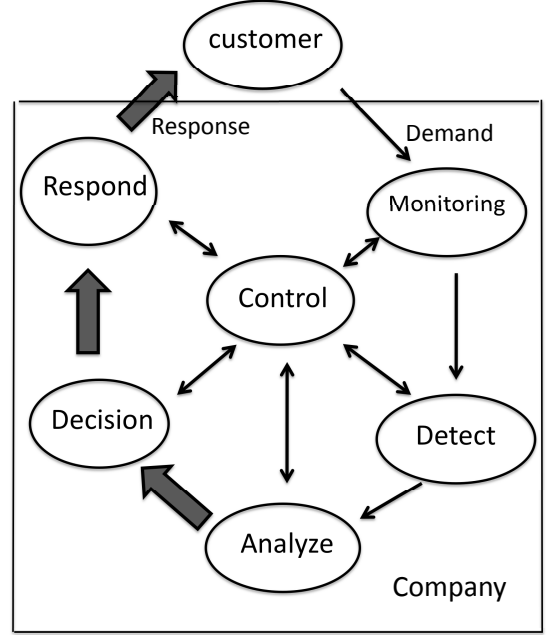 customer
Response
Demand
Respond
Monitoring
Control
Decision
Detect
Analyze
Company